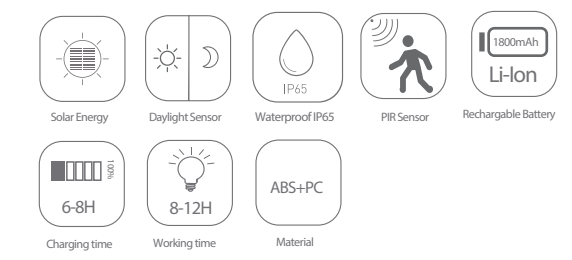 IP65
1800mAh
Li-Ion
Solar Energy
Daylight Sensor
Waterproof IP65
PIR Sensor
Rechargable Battery
100%
6-8H
8-12H
ABS+PC
Charging time
Working time
Material